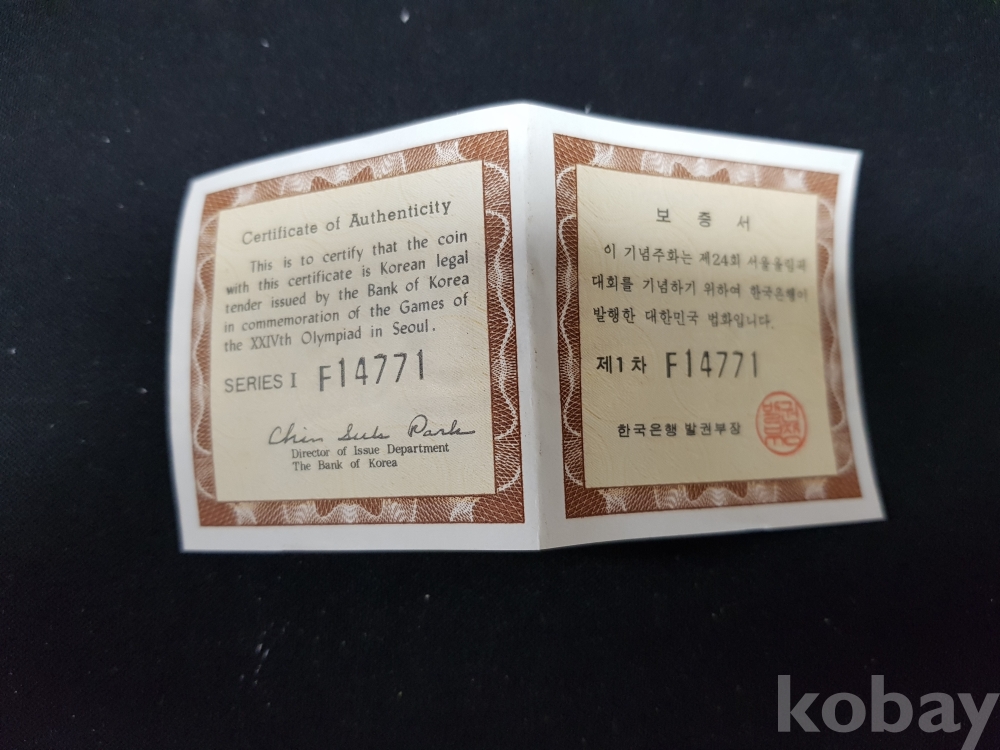 Certificate of Authenticity
This is to certify that the coin
with this certificate is Korean legal
tender issued by the Bank of Korea
in commemoration of the Games of
the XXIVth Olympiad in Seoul.
SERIES I F14771
Chin Suk Park
Director of Issue Department
The Bank of Korea
보 증 서
이 기념주화는 제24회 서울올림픽
대회를 기념하기 위하여 한국은행이
발행한 대한민국 법화입니다.
제1차 F14771
한국은행 발권부장
kobay